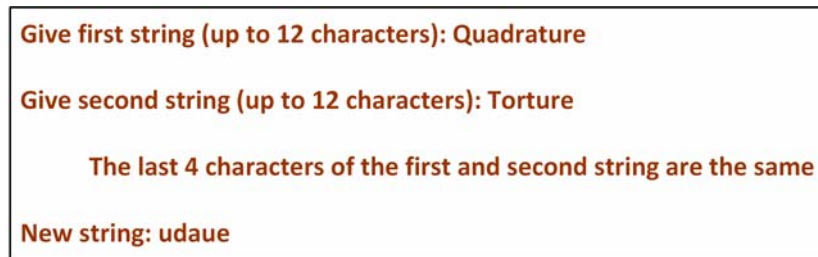 Give first string (up to 12 characters): Quadrature
Give second string (up to 12 characters): Torture
The last 4 characters of the first and second string are the same
New string: udaue